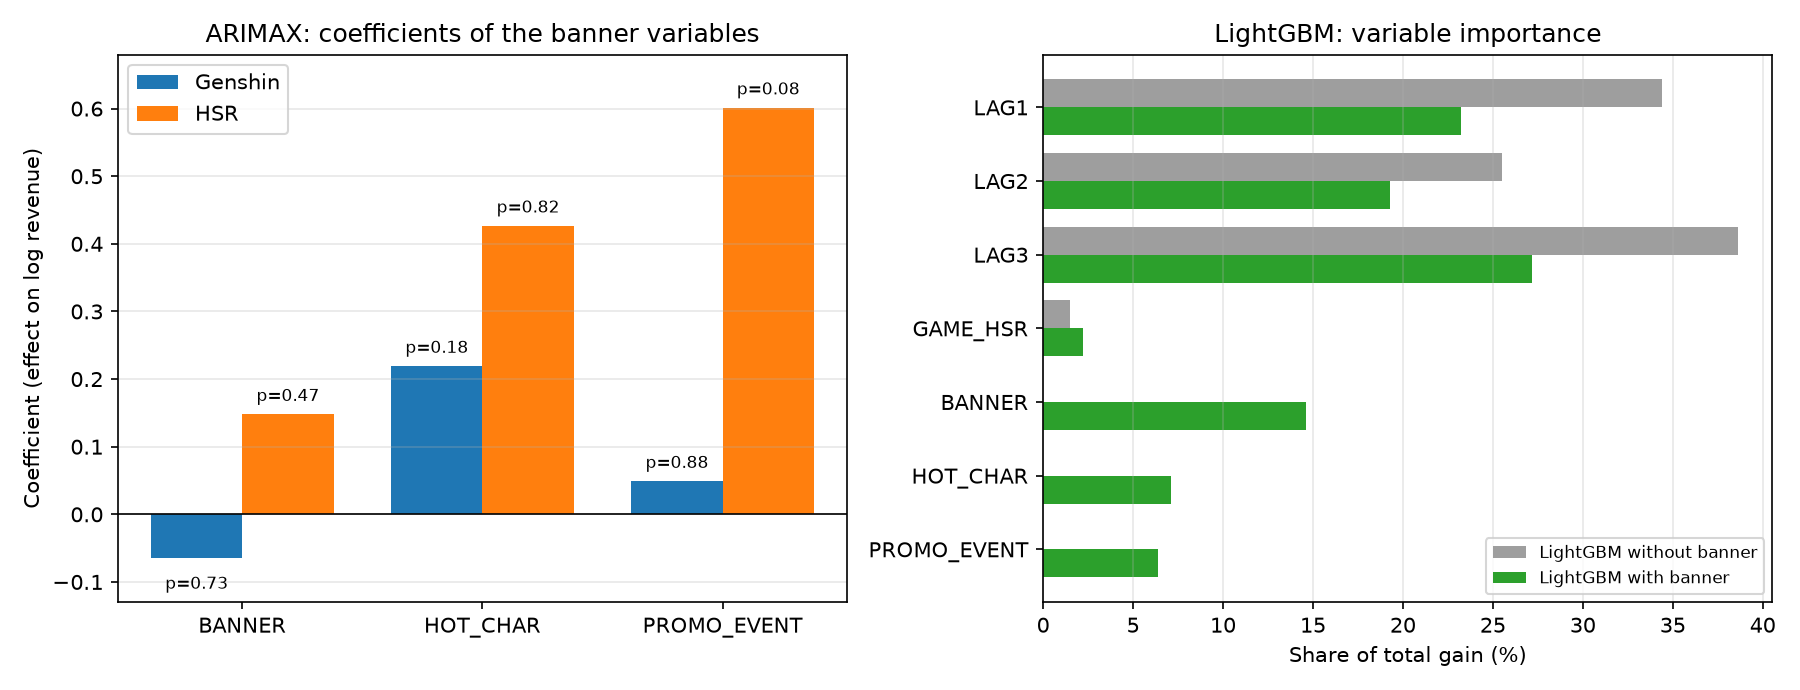 ARIMAX: coefficients of the banner variables
Genshin
HSR
Coefficient (effect on log revenue)
0.6
0.5
0.4
0.3
0.2
0.1
0.0
−0.1
p=0.73
p=0.47
p=0.18
p=0.82
p=0.88
p=0.08
BANNER
HOT_CHAR
PROMO_EVENT
LightGBM: variable importance
LAG1
LAG2
LAG3
GAME_HSR
BANNER
HOT_CHAR
PROMO_EVENT
LightGBM without banner
LightGBM with banner
0 5 10 15 20 25 30 35 40
Share of total gain (%)